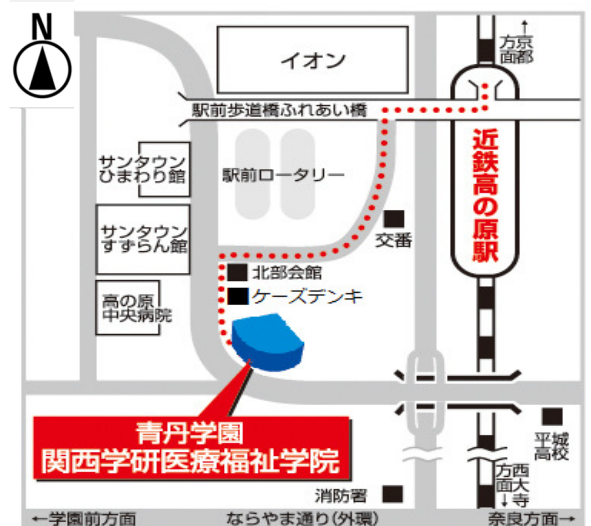 N
イオン
↑京都
方面
駅前歩道橋ふれあい橋
近鉄高の原駅
サンタウン
ひまわり館
駅前ロータリー
サンタウン
すずらん館
交番
北部会館
ケーズデンキ
高の原
中央病院
青丹学園
関西学研医療福祉学院
平城
高校
西大寺
方面↓
消防署
←学園前方面
ならやま通り(外環)
奈良方面→